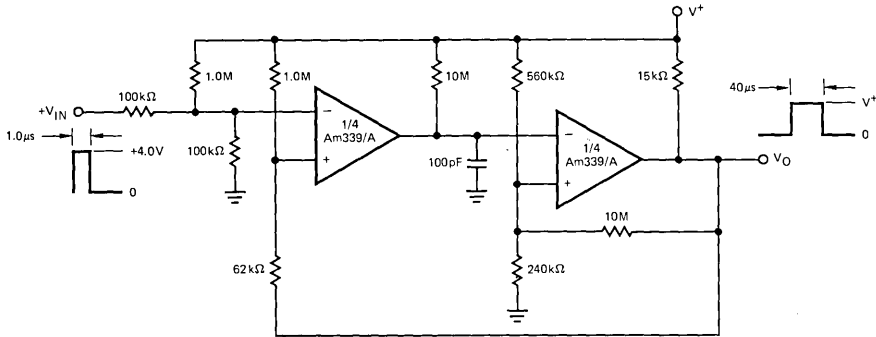 V+
1.0M
1.0M
10M
560kΩ
15kΩ
40μs
V+
0
+VIN
100kΩ
1.0μs
+4.0V
0
100kΩ
−
+
1/4
Am339/A
100pF
−
+
1/4
Am339/A
VO
10M
62kΩ
240kΩ